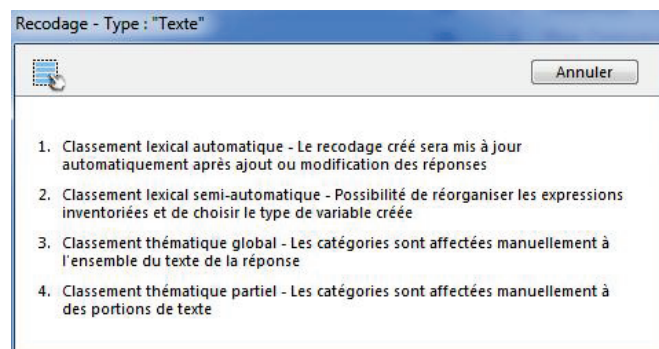 Recodage - Type : "Texte"
Annuler
1. Classement lexical automatique - Le recodage créé sera mis à jour
automatiquement après ajout ou modification des réponses
2. Classement lexical semi-automatique - Possibilité de réorganiser les expressions
inventoriées et de choisir le type de variable créée
3. Classement thématique global - Les catégories sont affectées manuellement à
l'ensemble du texte de la réponse
4. Classement thématique partiel - Les catégories sont affectées manuellement à
des portions de texte